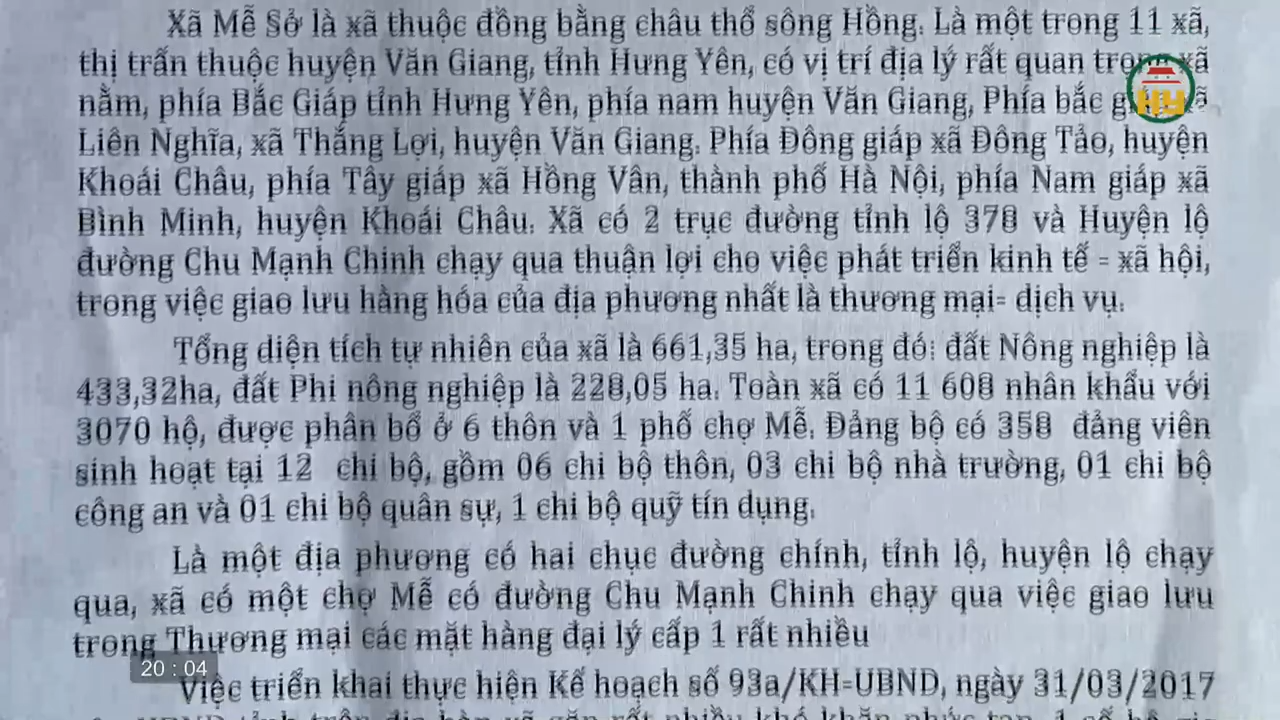 Xã Mễ Sở là xã thuộc đồng bằng châu thổ sông Hồng. Là một trong 11 xã,
thị trấn thuộc huyện Văn Giang, tỉnh Hưng Yên, có vị trí địa lý rất quan trọng xã
nằm, phía Bắc Giáp tỉnh Hưng Yên, phía nam huyện Văn Giang, Phía bắc giáp xã
Liên Nghĩa, xã Thắng Lợi, huyện Văn Giang. Phía Đông giáp xã Đông Tảo, huyện
Khoái Châu, phía Tây giáp xã Hồng Vân, thành phố Hà Nội, phía Nam giáp xã
Bình Minh, huyện Khoái Châu. Xã có 2 trục đường tỉnh lộ 378 và Huyện lộ
đường Chu Mạnh Chinh chạy qua thuận lợi cho việc phát triển kinh tế - xã hội,
trong việc giao lưu hàng hóa của địa phương nhất là thương mại- dịch vụ.
Tổng diện tích tự nhiên của xã là 661,35 ha, trong đó: đất Nông nghiệp là
433,32ha, đất Phi nông nghiệp là 228,05 ha. Toàn xã có 11 608 nhân khẩu với
3070 hộ, được phân bổ ở 6 thôn và 1 phố chợ Mễ. Đảng bộ có 358 đảng viên
sinh hoạt tại 12 chi bộ, gồm 06 chi bộ thôn, 03 chi bộ nhà trường, 01 chi bộ
công an và 01 chi bộ quân sự, 1 chi bộ quỹ tín dụng.
Là một địa phương có hai chục đường chính, tỉnh lộ, huyện lộ chạy
qua, xã có một chợ Mễ có đường Chu Mạnh Chinh chạy qua việc giao lưu
trong Thương mại các mặt hàng đại lý cấp 1 rất nhiều
Việc triển khai thực hiện Kế hoạch số 93a/KH-UBND, ngày 31/03/2017
HY
20 : 04